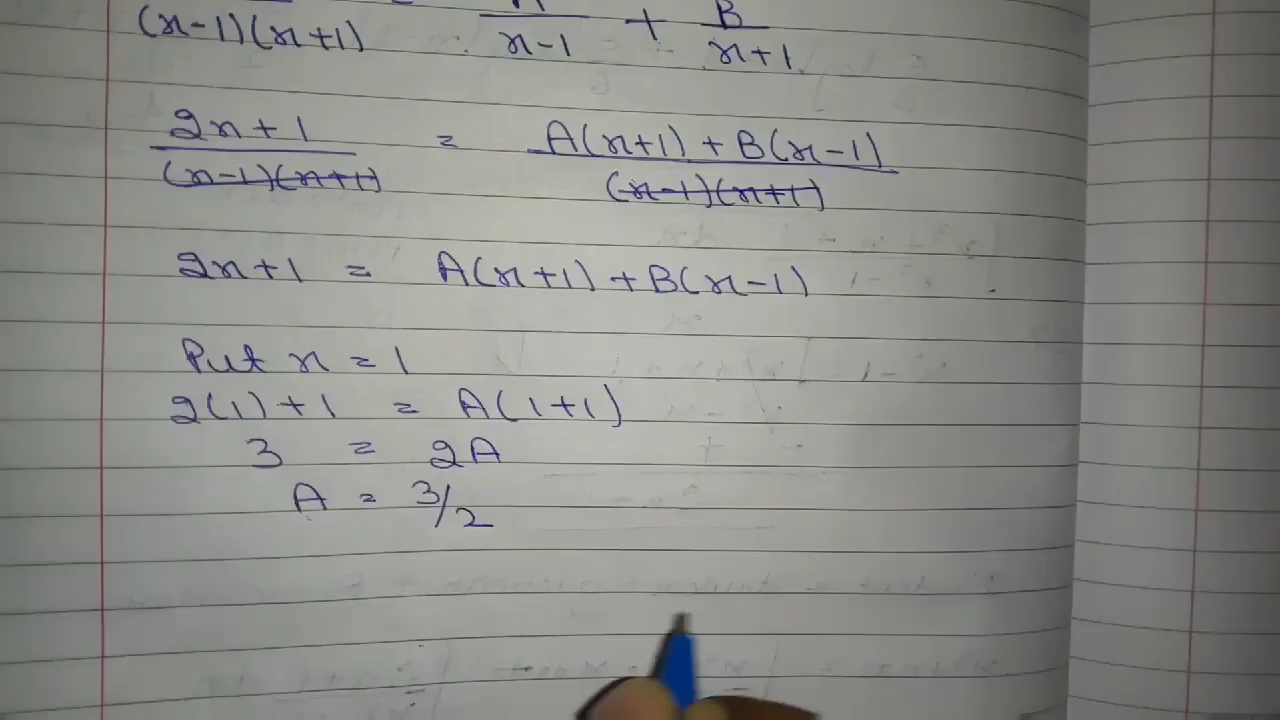 (x-1)(x+1) = x-1 + B/x+1
2x+1/(x-1)(x+1) = A(x+1) + B(x-1)/(x-1)(x+1)
2x+1 = A(x+1) + B(x-1)
Put x = 1
2(1)+1 = A(1+1)
3 = 2A
A = 3/2